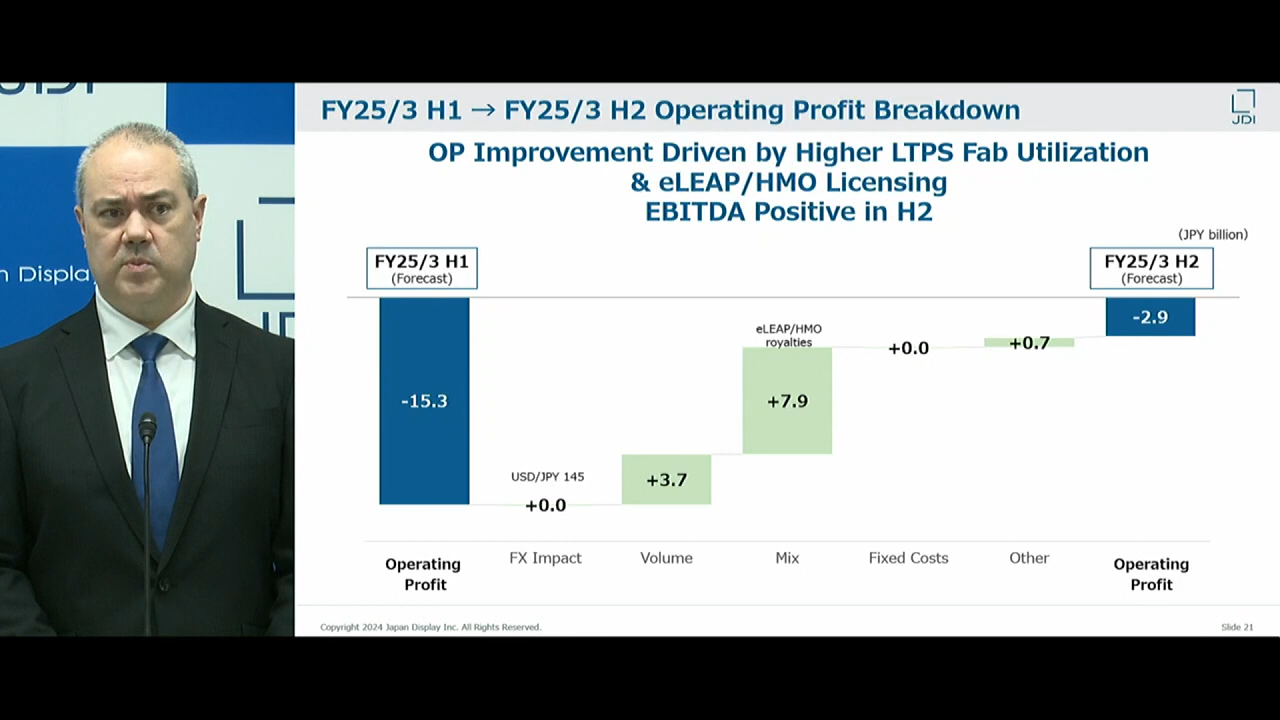 JDI
n Display
FY25/3 H1 → FY25/3 H2 Operating Profit Breakdown
JDI
OP Improvement Driven by Higher LTPS Fab Utilization
& eLEAP/HMO Licensing
EBITDA Positive in H2
(JPY billion)
FY25/3 H1
(Forecast)
FY25/3 H2
(Forecast)
-15.3
USD/JPY 145
+0.0
+3.7
eLEAP/HMO
royalties
+7.9
+0.0
+0.7
-2.9
Operating
Profit
FX Impact
Volume
Mix
Fixed Costs
Other
Operating
Profit
Copyright 2024 Japan Display Inc. All Rights Reserved.
Slide 21